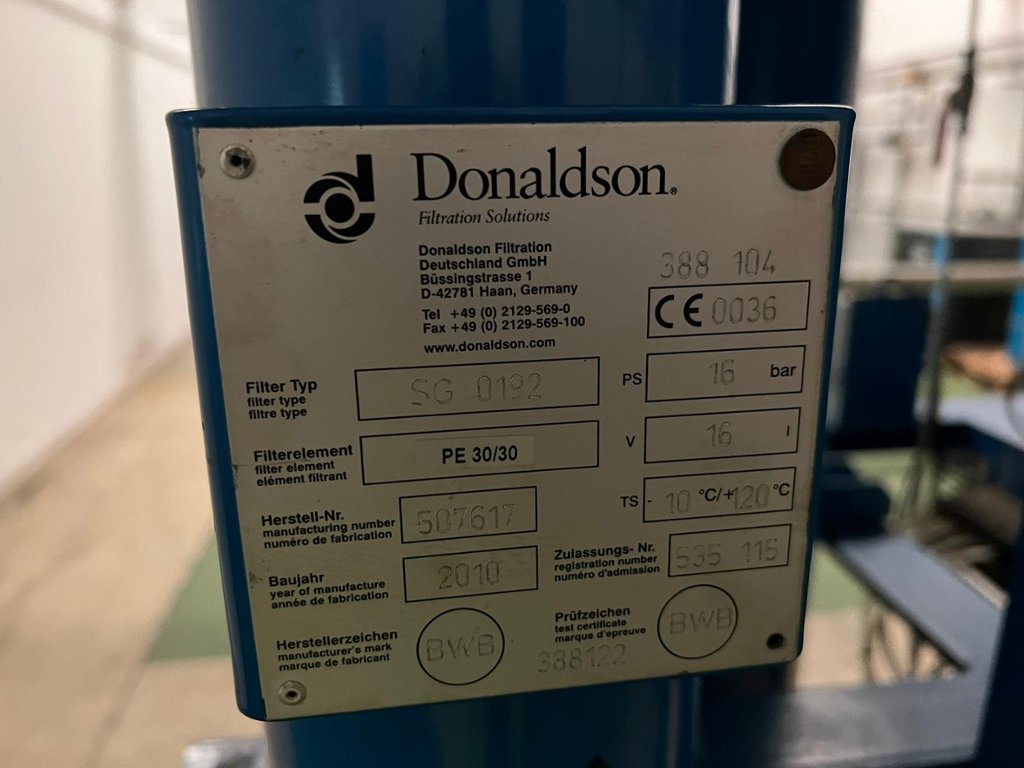 Donaldson®
Filtration Solutions
Donaldson Filtration
Deutschland GmbH
Büssingstrasse 1
D-42781 Haan, Germany
Tel +49 (0) 2129-569-0
Fax +49 (0) 2129-569-100
www.donaldson.com
388 104
CE 0036
Filter Typ
filter type
filtre type
SG 0192
PS 16 bar
Filterelement
filter element
elément filtrant
PE 30/30
V 16 l
Herstell-Nr.
manufacturing number
numéro de fabrication
507617
TS - 10 °C/+120 °C
Baujahr
year of manufacture
année de fabrication
2010
Zulassungs- Nr.
registration number
numéro d'admission
115
Herstellerzeichen
manufacturer's mark
marque de fabricant
BWB
Prüfzeichen
test certificate
marque d'epreuve
BWB
388122